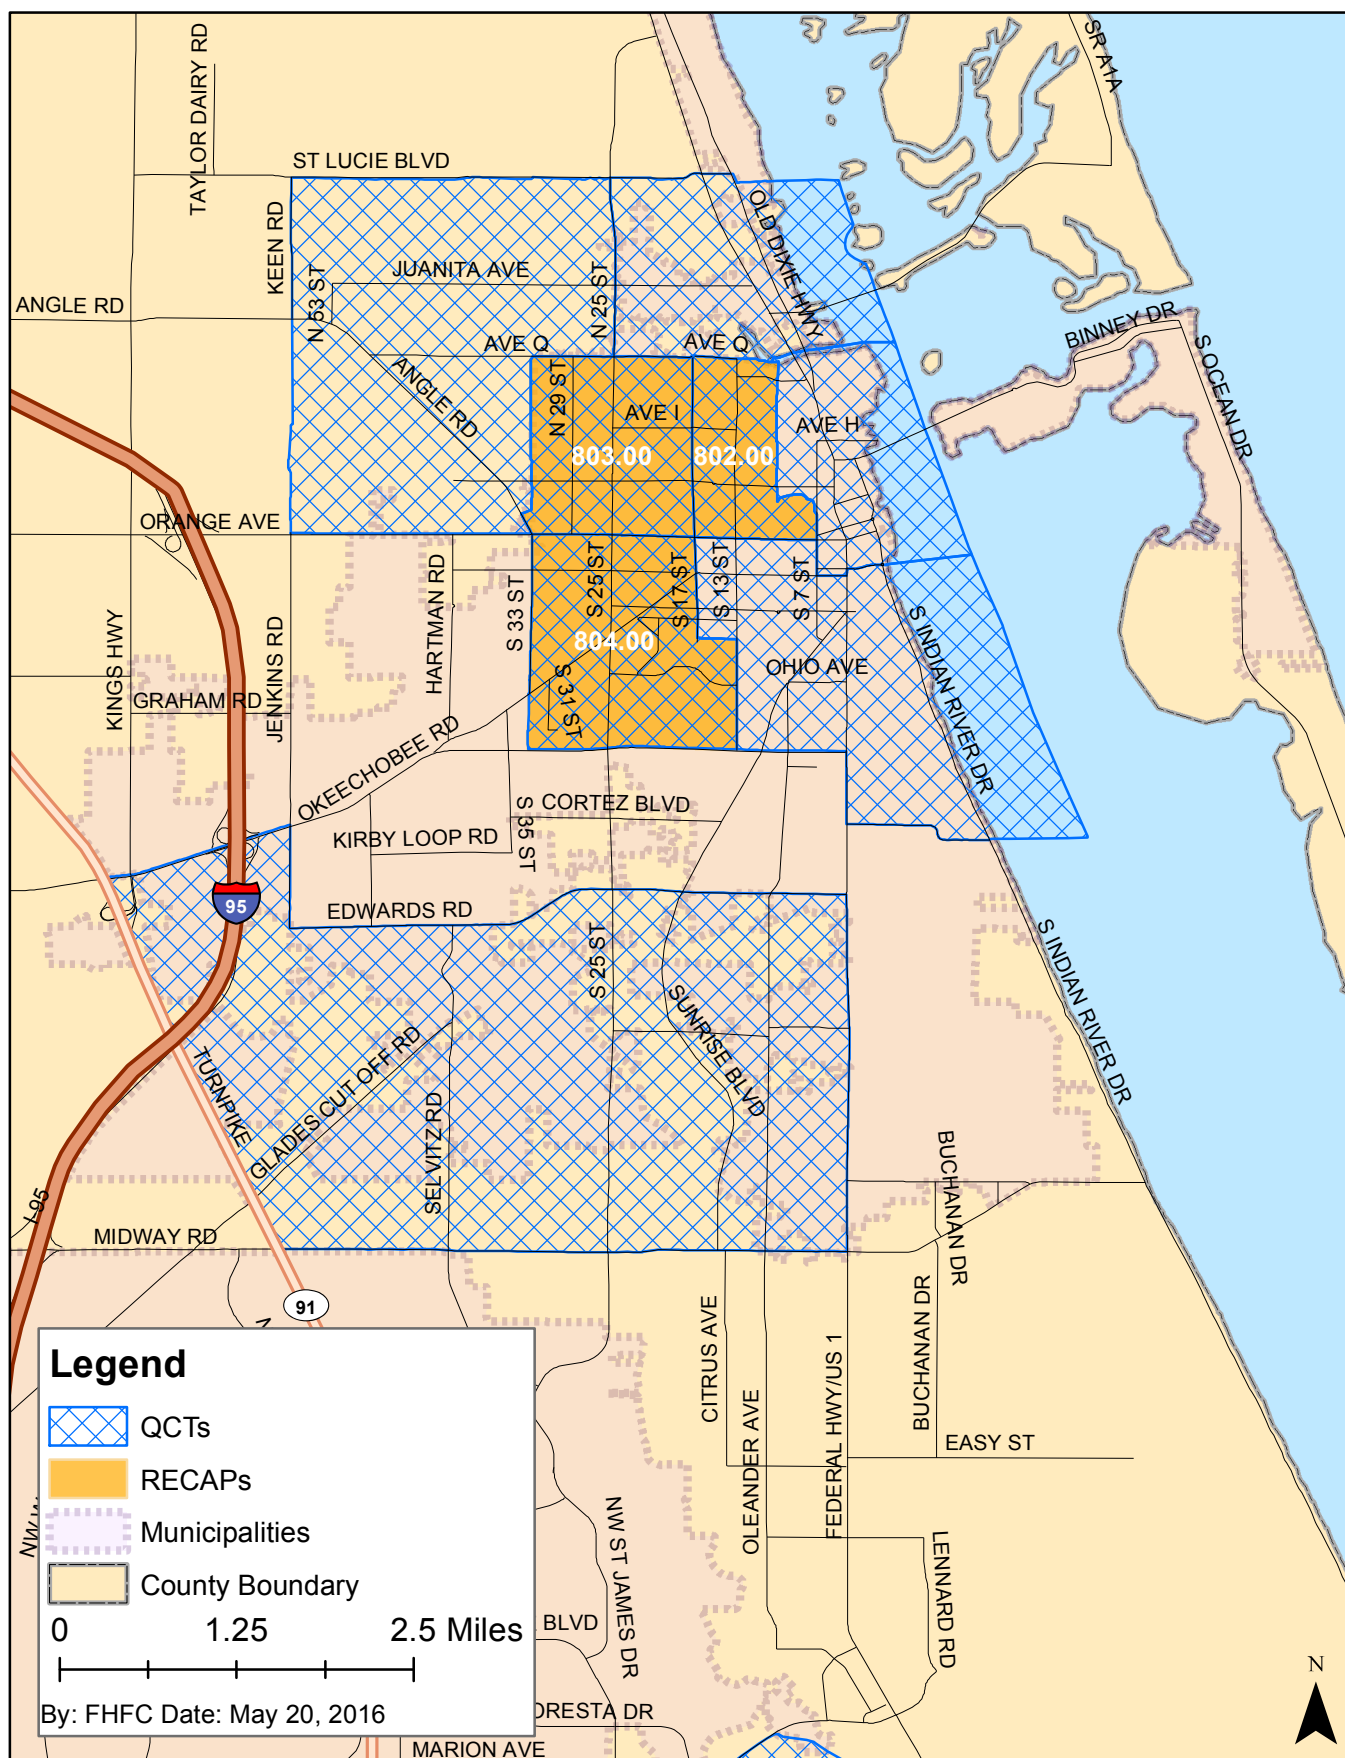 TAYLOR DAIRY RD
SR A1A
ST LUCIE BLVD
KEEN RD
OLD DIXIE HWY
N 53 ST
JUANITA AVE
N 25 ST
ANGLE RD
BINNEY DR
AVE Q
AVE Q
S OCEAN DR
ANGLE RD
N 29 ST
AVE I
AVE H
803.00
802.00
ORANGE AVE
HARTMAN RD
S 33 ST
S 25 ST
S 17 ST
S 13 ST
S 7 ST
KINGS HWY
JENKINS RD
804.00
S INDIAN RIVER DR
OHIO AVE
GRAHAM RD
S 31 ST
OKEECHOBEE RD
S 35 ST
CORTEZ BLVD
KIRBY LOOP RD
95
EDWARDS RD
S 25 ST
S INDIAN RIVER DR
SUNRISE BLVD
TURNPIKE
GLADES CUT OFF RD
SELVITZ RD
BUCHANAN DR
I-95
MIDWAY RD
91
CITRUS AVE
BUCHANAN DR
FEDERAL HWY/US 1
OLEANDER AVE
EASY ST
NW ST JAMES DR
LENNARD RD
Legend
QCTs
RECAPs
Municipalities
County Boundary
0 1.25 2.5 Miles
By: FHFC Date: May 20, 2016
NW
BLVD
ORESTA DR
MARION AVE
N